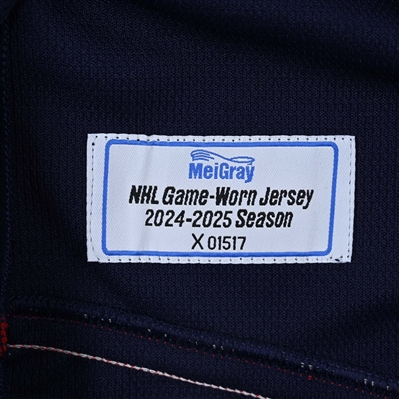 MeiGray
NHL Game-Worn Jersey
2024-2025 Season
X 01517